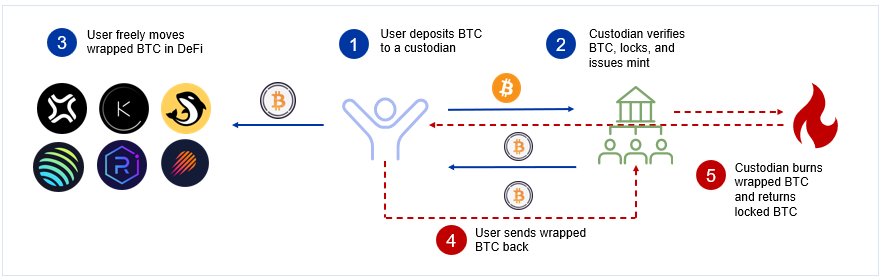 3
User freely moves
wrapped BTC in DeFi
1
User deposits BTC
to a custodian
2
Custodian verifies
BTC, locks, and
issues mint
K
R
4
User sends wrapped
BTC back
5
Custodian burns
wrapped BTC
and returns
locked BTC